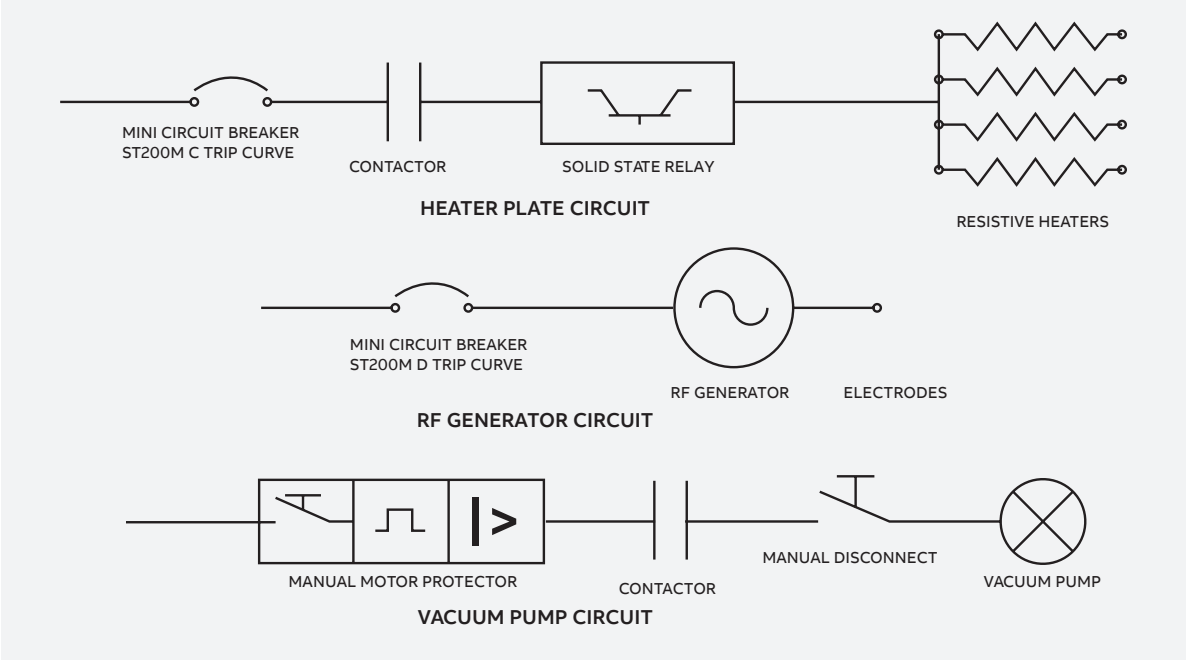 MINI CIRCUIT BREAKER
ST200M C TRIP CURVE
CONTACTOR
SOLID STATE RELAY
RESISTIVE HEATERS
HEATER PLATE CIRCUIT
MINI CIRCUIT BREAKER
ST200M D TRIP CURVE
RF GENERATOR
ELECTRODES
RF GENERATOR CIRCUIT
|>
MANUAL MOTOR PROTECTOR
CONTACTOR
MANUAL DISCONNECT
VACUUM PUMP
VACUUM PUMP CIRCUIT